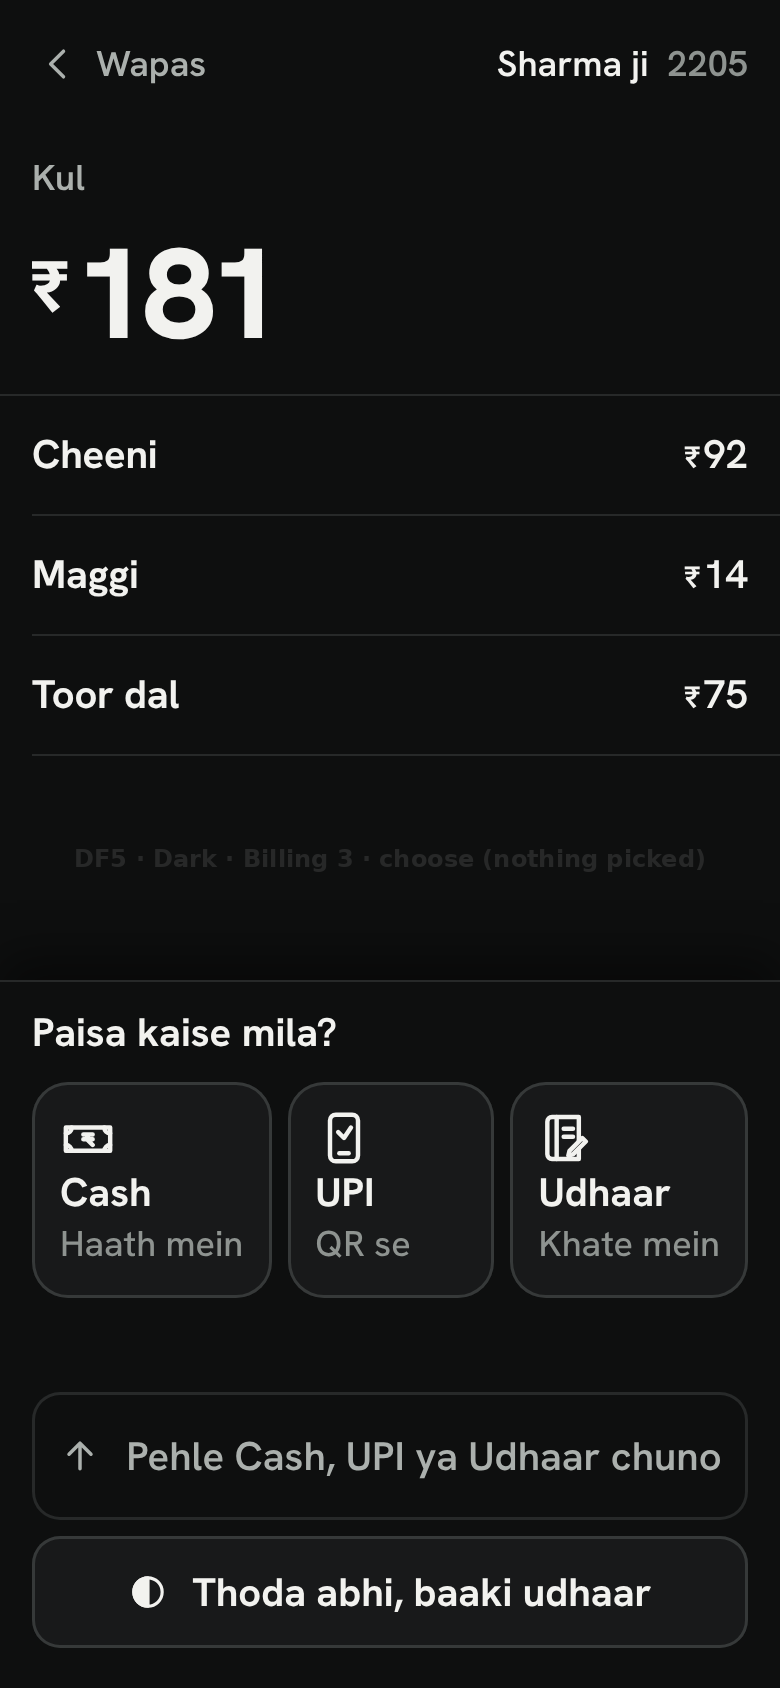 Wapas
Sharma ji 2205
Kul
₹181
Cheeni ₹92
Maggi ₹14
Toor dal ₹75
DF5 · Dark · Billing 3 · choose (nothing picked)
Paisa kaise mila?
Cash
Haath mein
UPI
QR se
Udhaar
Khate mein
↑ Pehle Cash, UPI ya Udhaar chuno
Thoda abhi, baaki udhaar